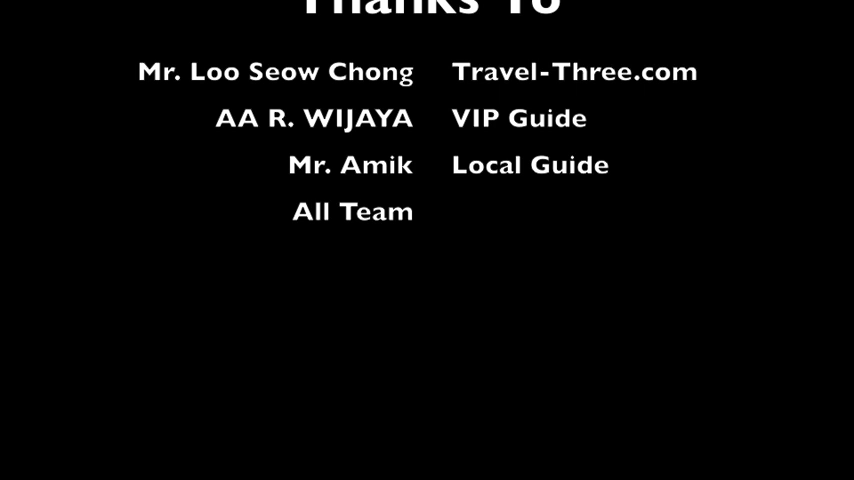 Thanks To
Mr. Loo Seow Chong Travel-Three.com
AA R. WIJAYA VIP Guide
Mr. Amik Local Guide
All Team